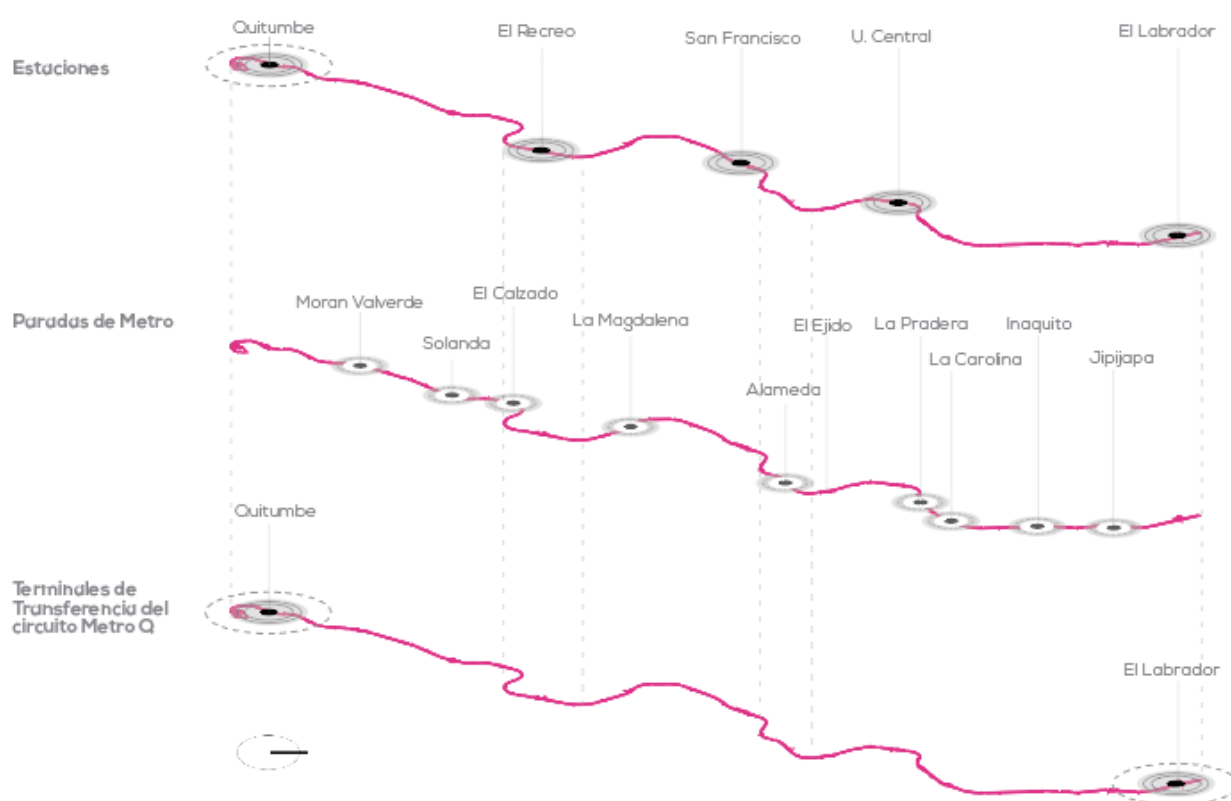 Quitumbe
El Recreo
San Francisco
U. Central
El Labrador
Estaciones
Paradas de Metro
Moran Valverde
Solanda
El Calzado
La Magdalena
Alameda
El Ejido
La Pradera
La Carolina
Inaquito
Jipijapa
Quitumbe
Terminales de
Transferencia del
circuito Metro Q
El Labrador